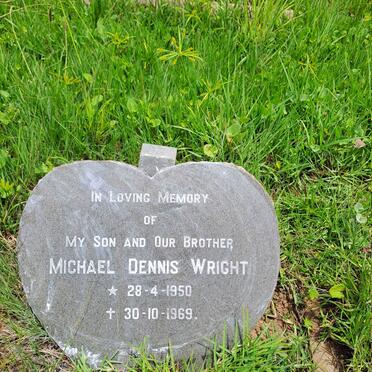 In Loving Memory
of
My Son and Our Brother
Michael Dennis Wright
★ 28-4-1950
✝ 30-10-1969.